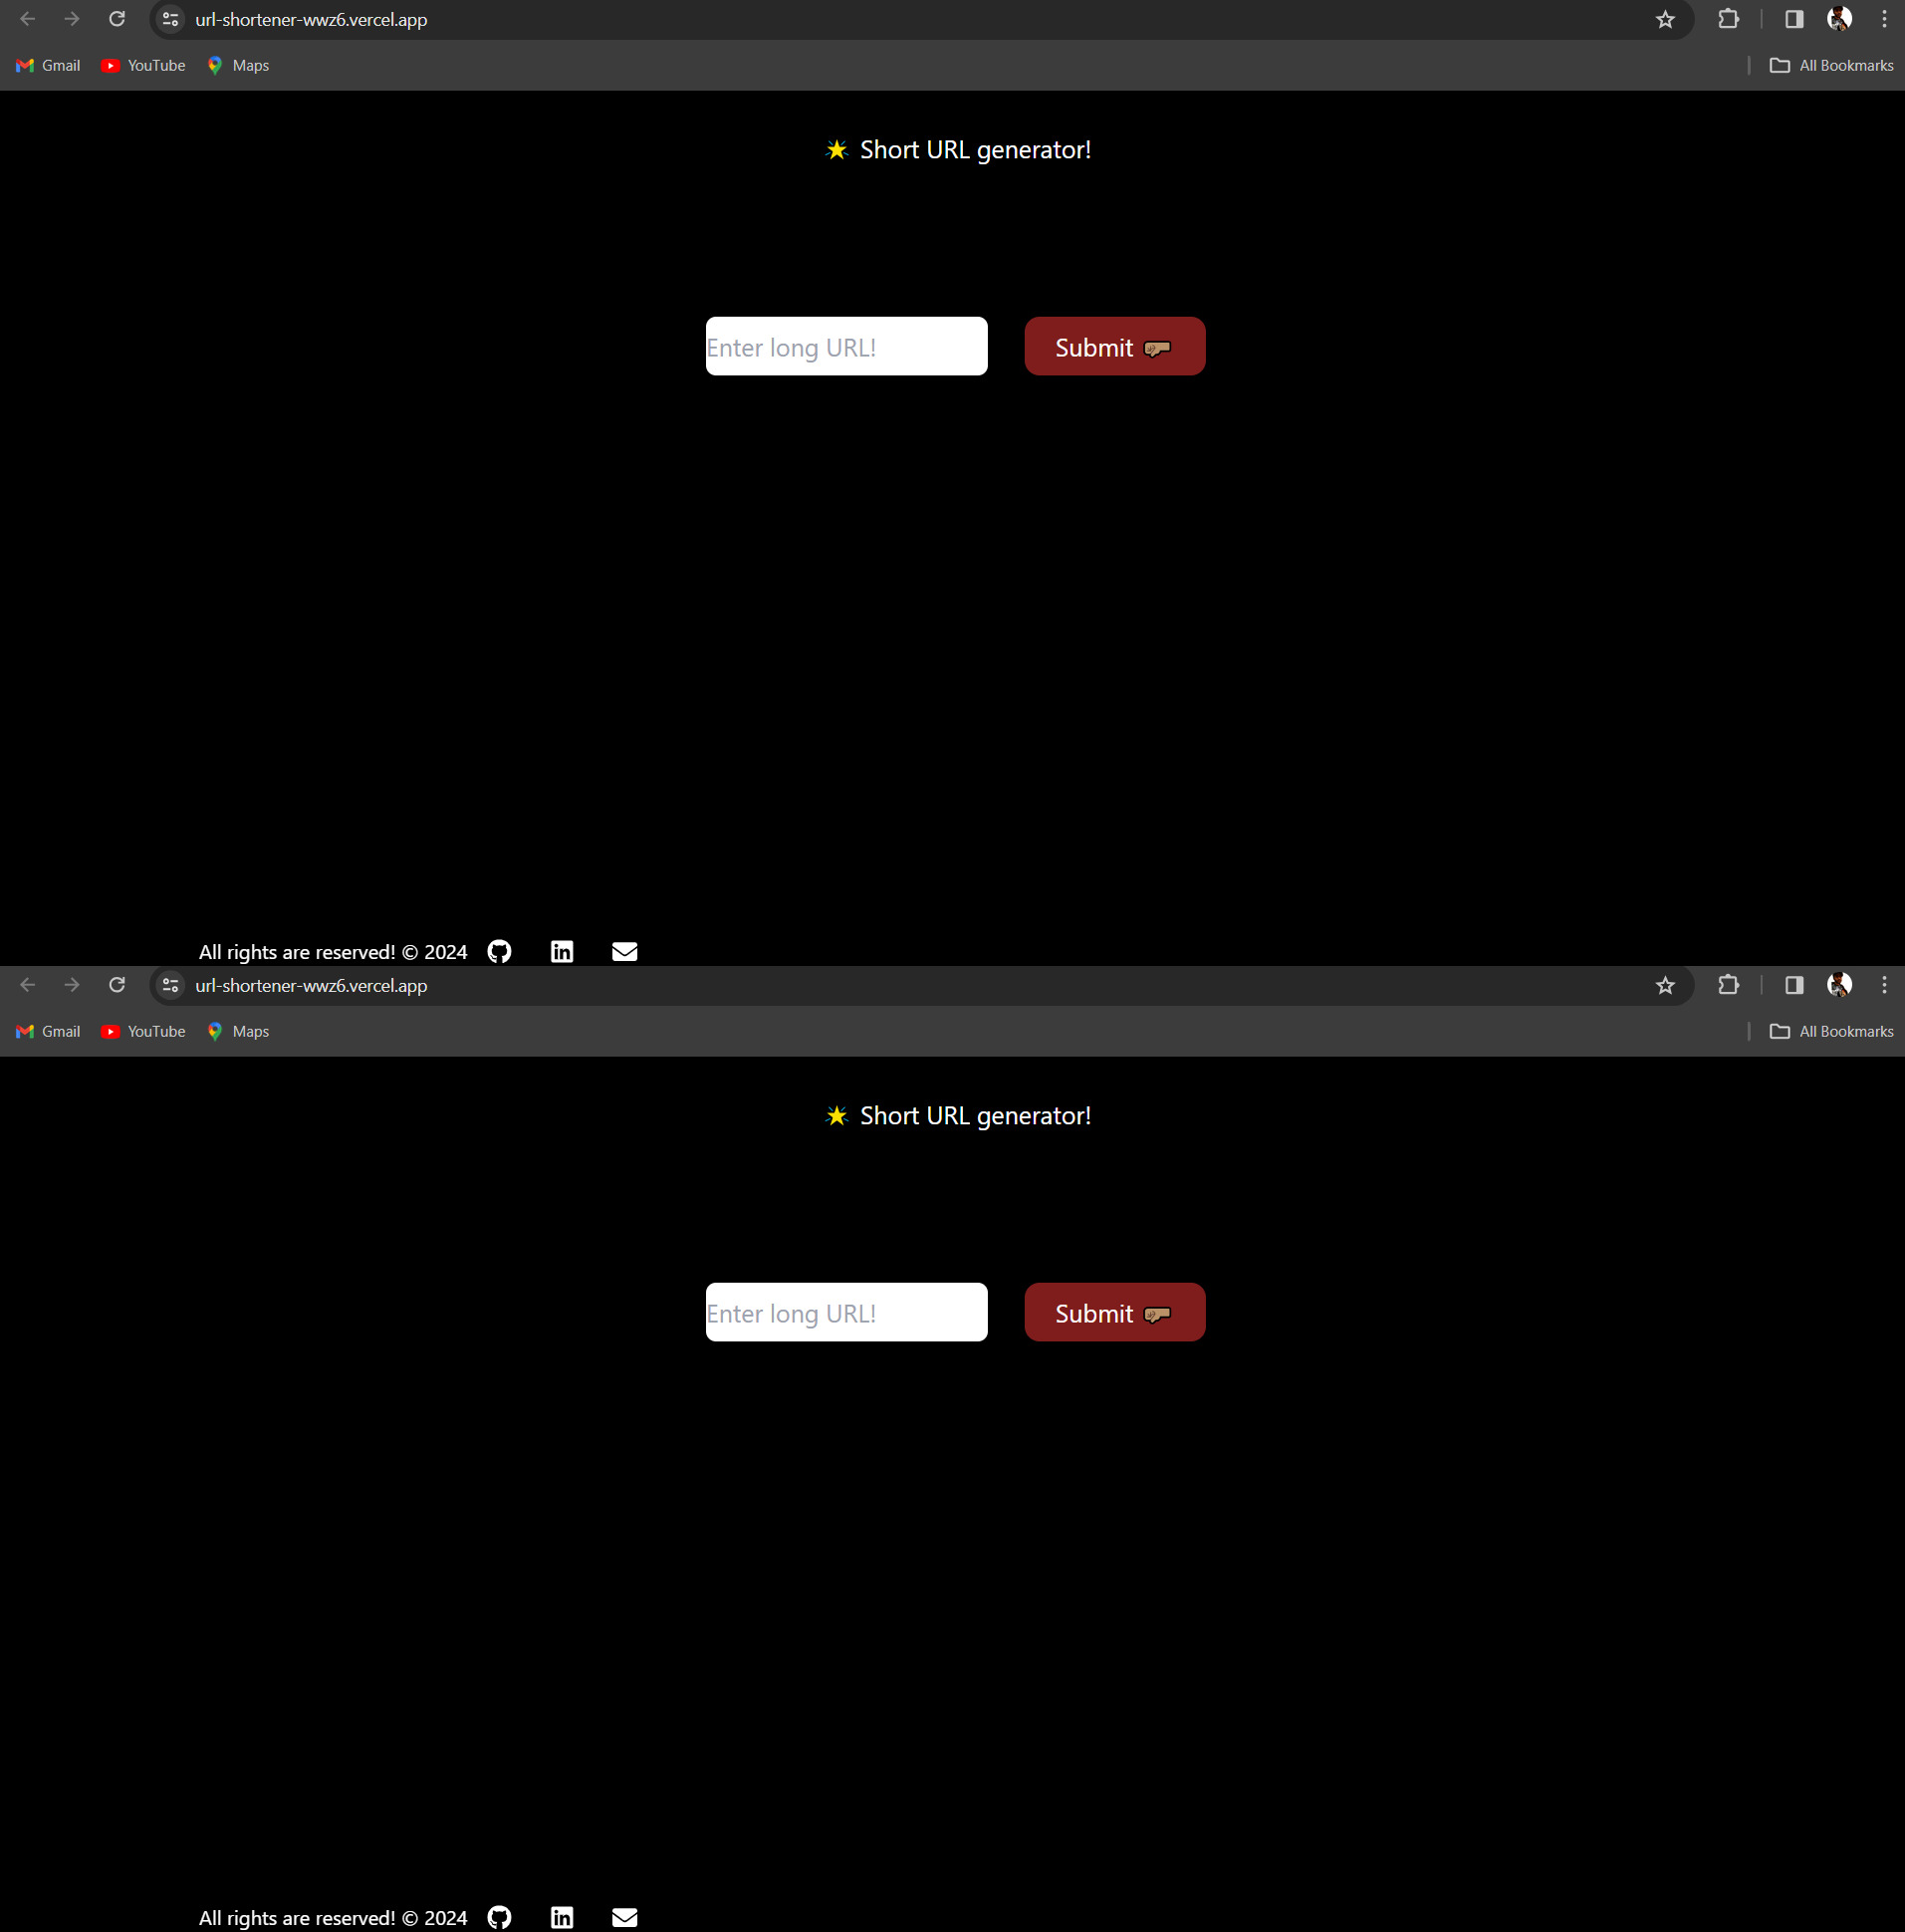 url-shortener-wwz6.vercel.app
Gmail YouTube Maps All Bookmarks
Short URL generator!
Enter long URL! Submit
All rights are reserved! © 2024 in
url-shortener-wwz6.vercel.app
Gmail YouTube Maps All Bookmarks
Short URL generator!
Enter long URL! Submit
All rights are reserved! © 2024 in